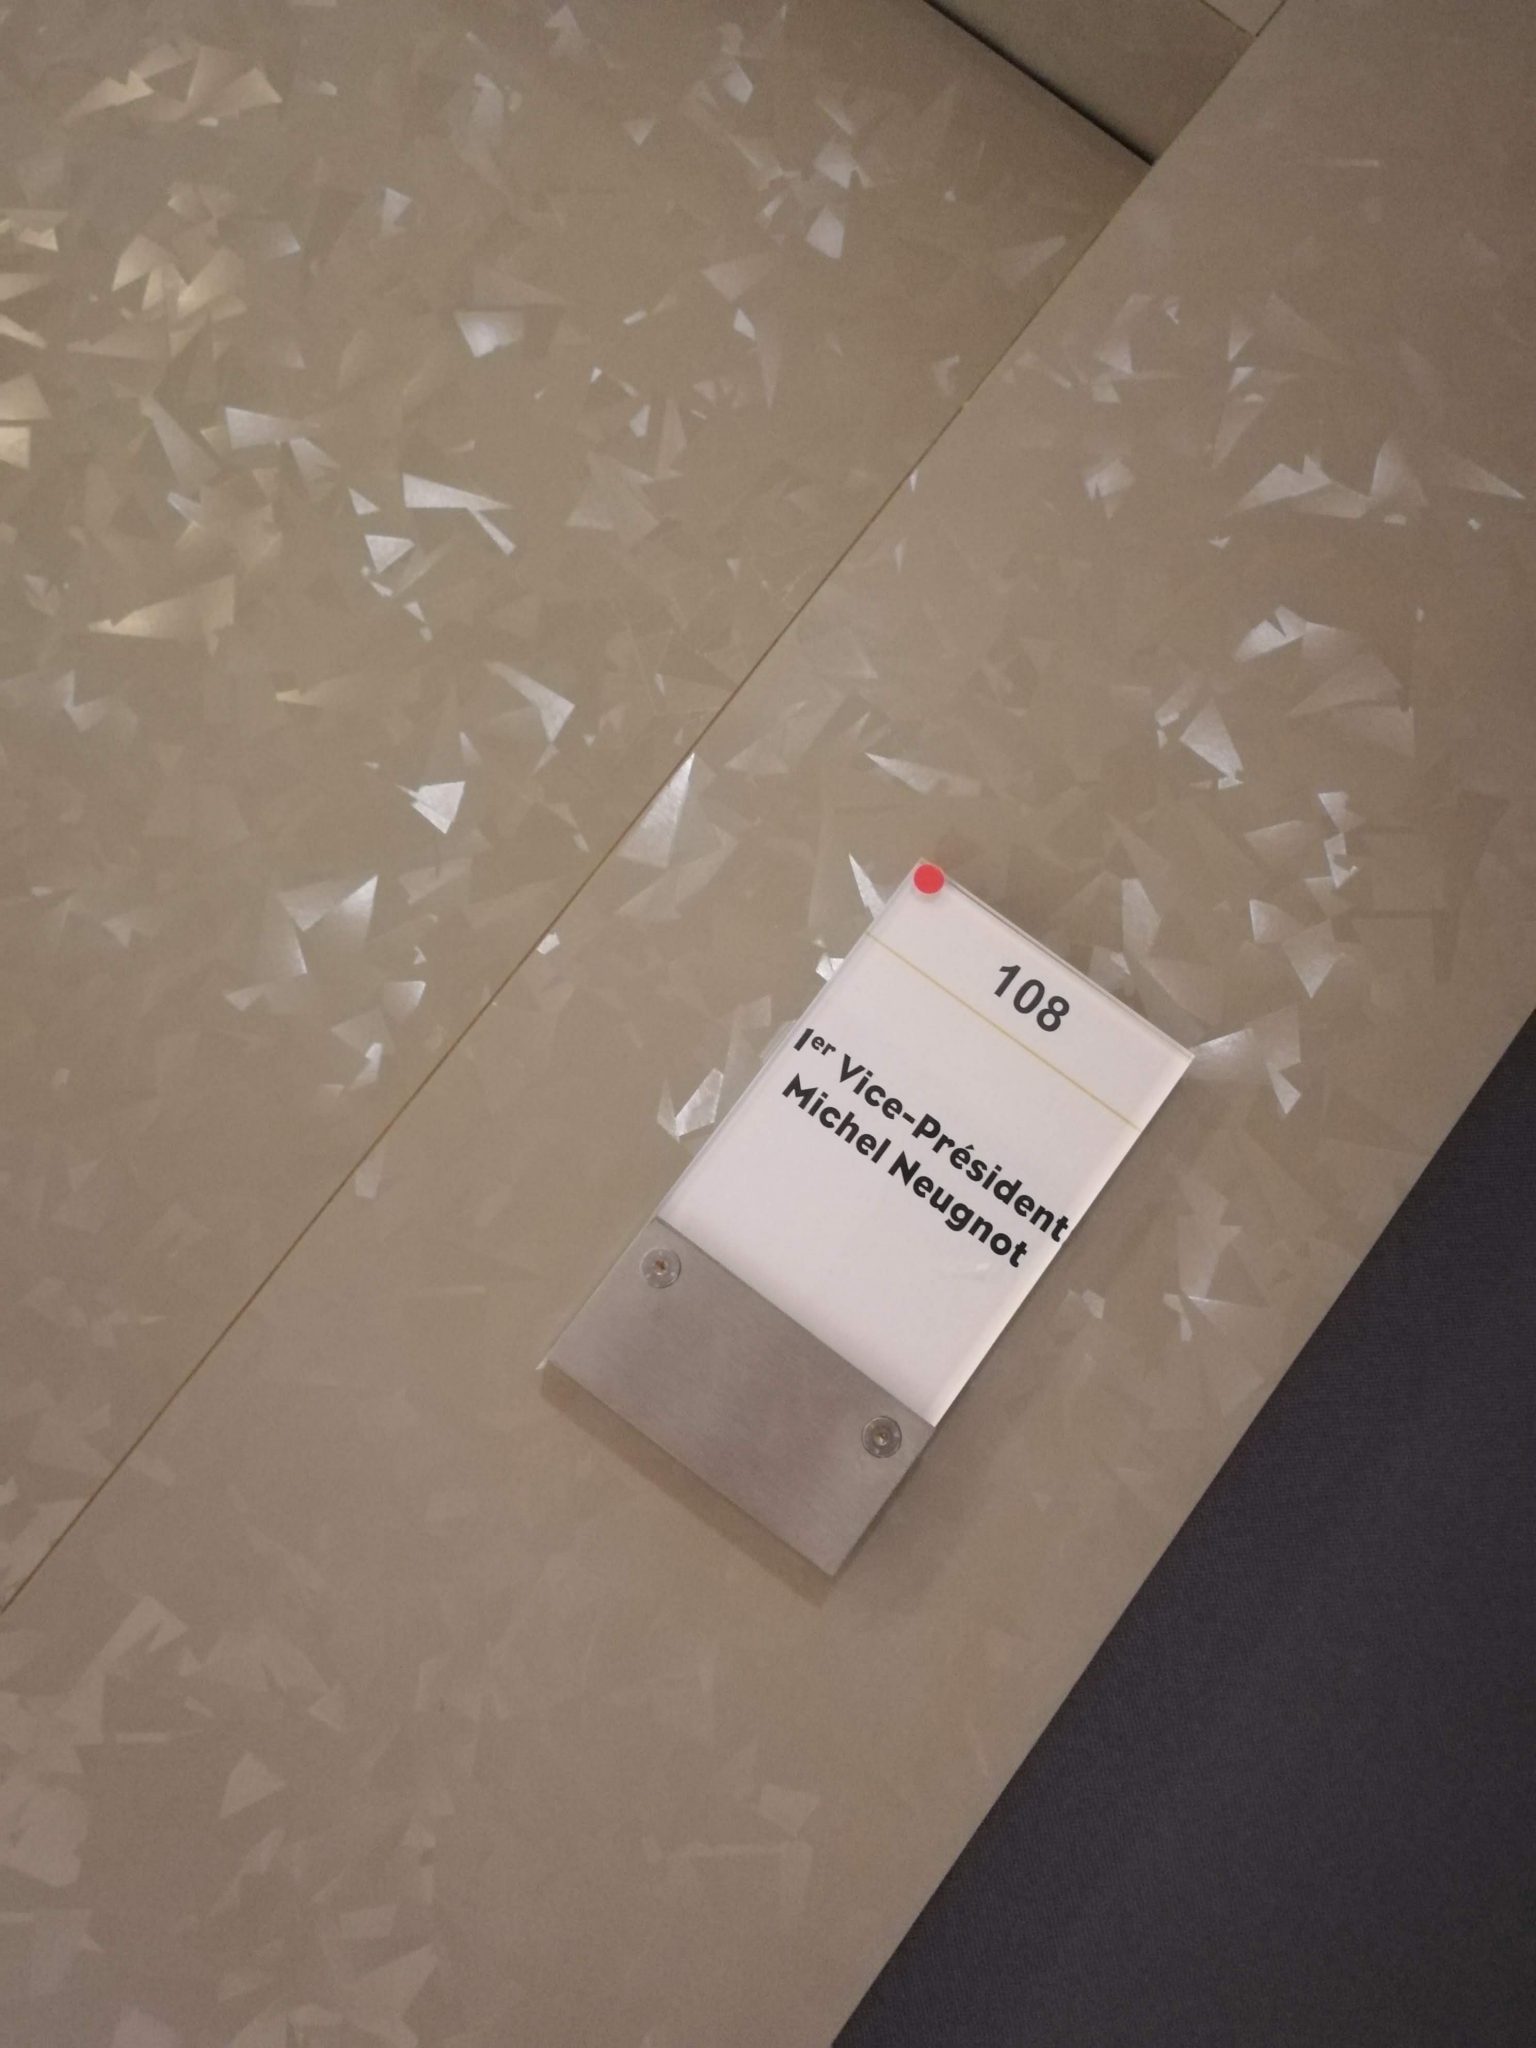 108
1er Vice-Président
Michel Neugnot